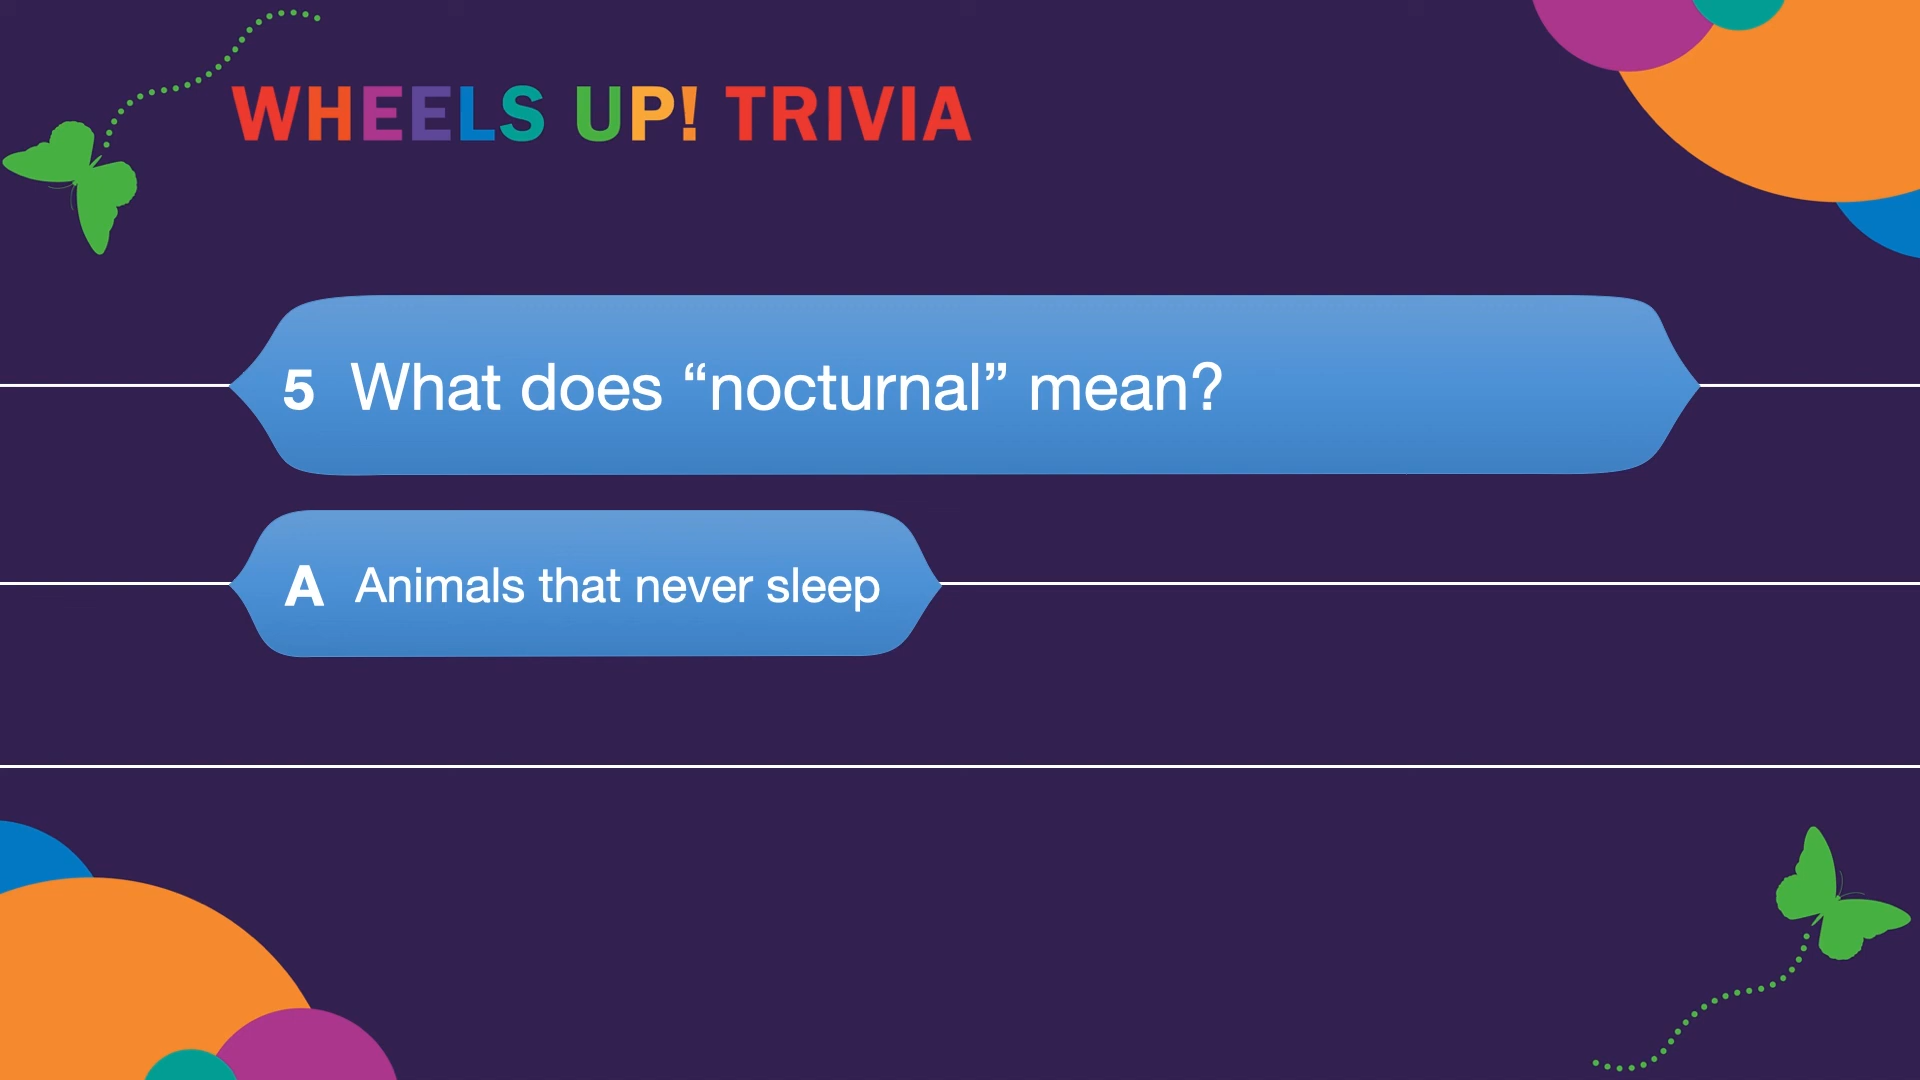 WHEELS UP! TRIVIA
5 What does “nocturnal” mean?
A Animals that never sleep